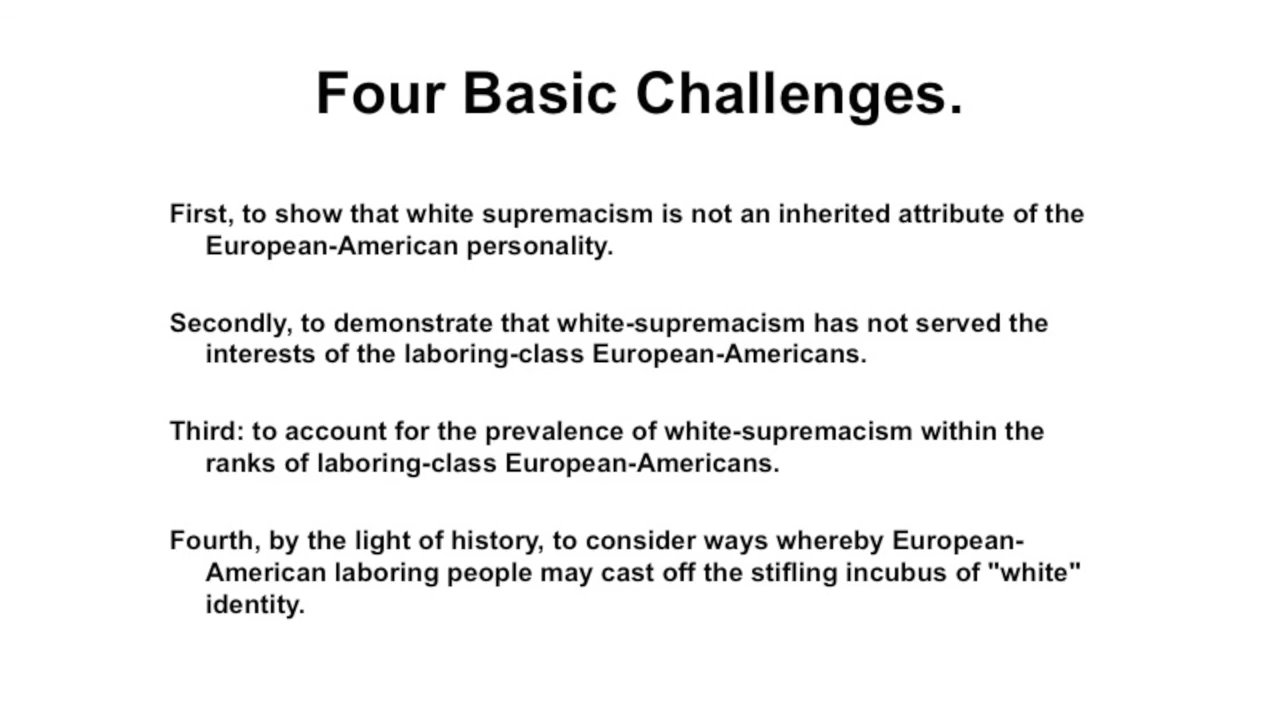 Four Basic Challenges.
First, to show that white supremacism is not an inherited attribute of the
European-American personality.
Secondly, to demonstrate that white-supremacism has not served the
interests of the laboring-class European-Americans.
Third: to account for the prevalence of white-supremacism within the
ranks of laboring-class European-Americans.
Fourth, by the light of history, to consider ways whereby European-
American laboring people may cast off the stifling incubus of "white"
identity.